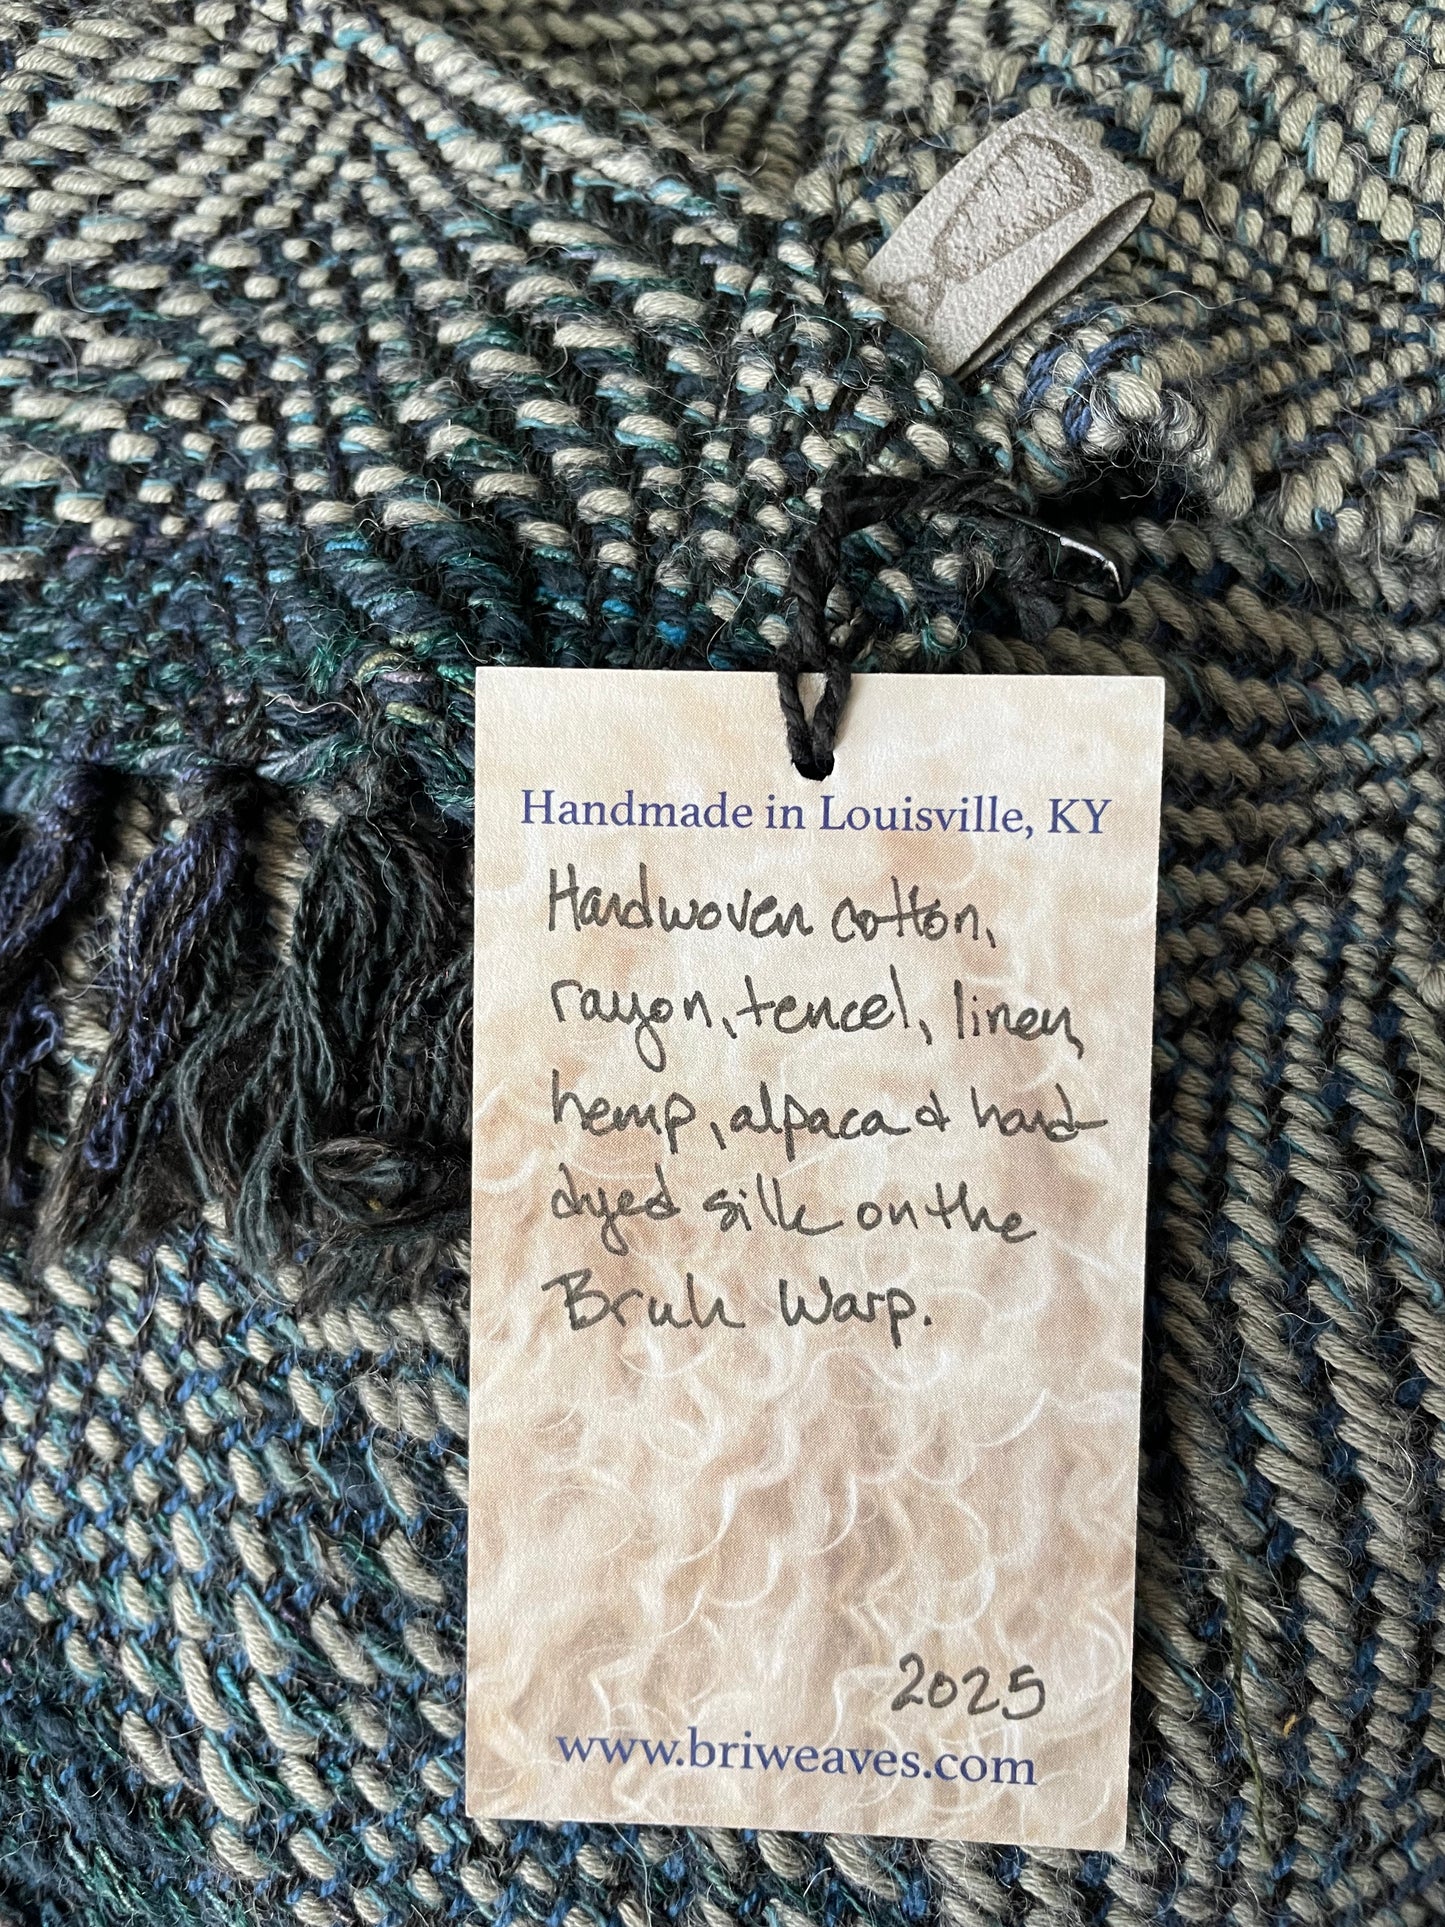 Handmade in Louisville, KY
Handwoven cotton,
rayon, tencel, linen,
hemp, alpaca & hand-
dyed silk on the
Bruh Warp.
2025
www.briweaves.com